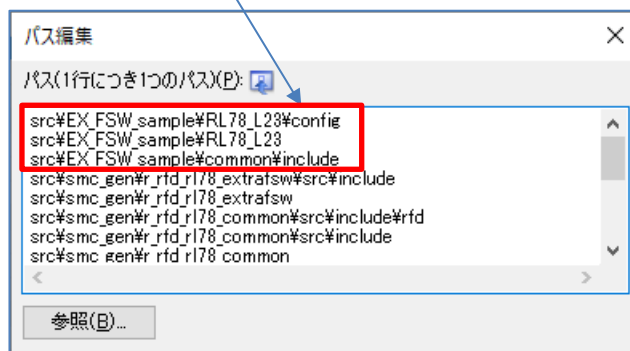 パス編集
パス(1行につき1つのパス)(P):
src¥EX_FSW_sample¥RL78_L23¥config
src¥EX_FSW_sample¥RL78_L23
src¥EX_FSW_sample¥common¥include
src¥smc_gen¥r_rfd_rl78_extrafsw¥src¥include
src¥smc_gen¥r_rfd_rl78_extrafsw
src¥smc_gen¥r_rfd_rl78_common¥src¥include¥rfd
src¥smc_gen¥r_rfd_rl78_common¥src¥include
src¥smc_gen¥r_rfd_rl78_common
参照(B)...